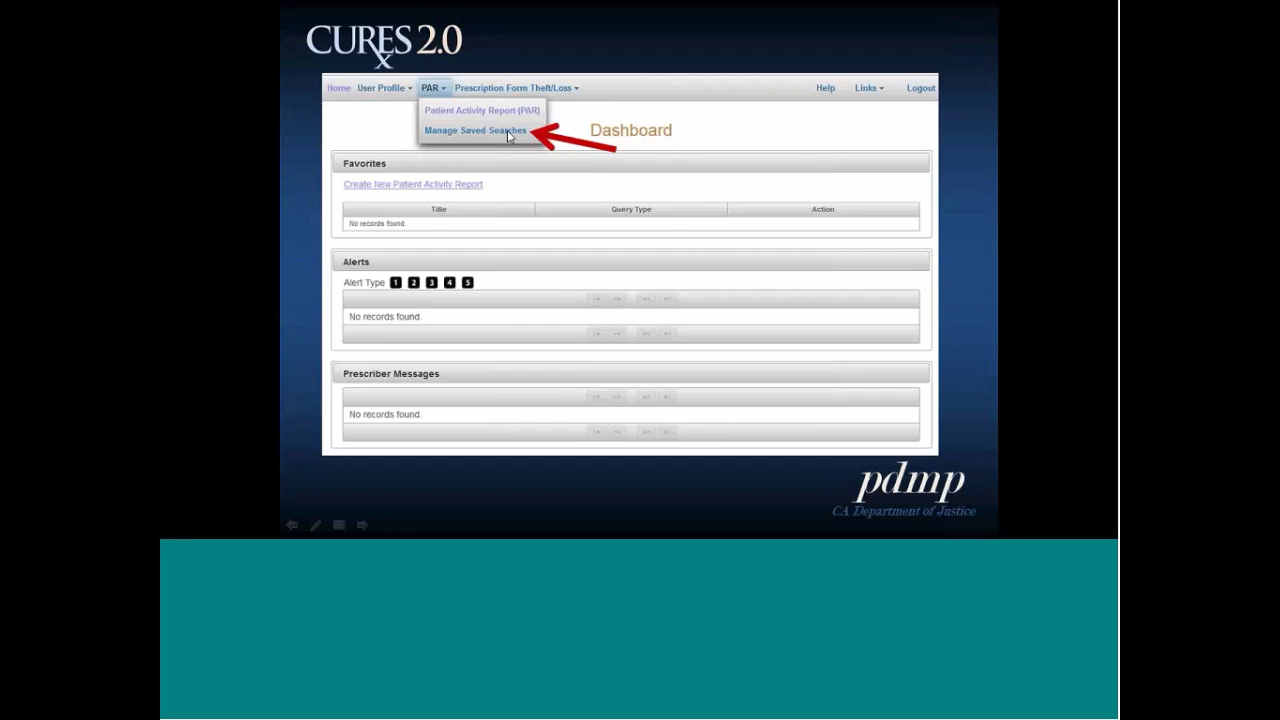 CURES 2.0
Home User Profile PAR Prescription Form Theft/Loss Help Links Logout
Patient Activity Report (PAR)
Manage Saved Searches
Dashboard
Favorites
Create New Patient Activity Report
Title Query Type Action
No records found.
Alerts
Alert Type 1 2 3 4 5
No records found.
Prescriber Messages
No records found.
pdmp
CA Department of Justice